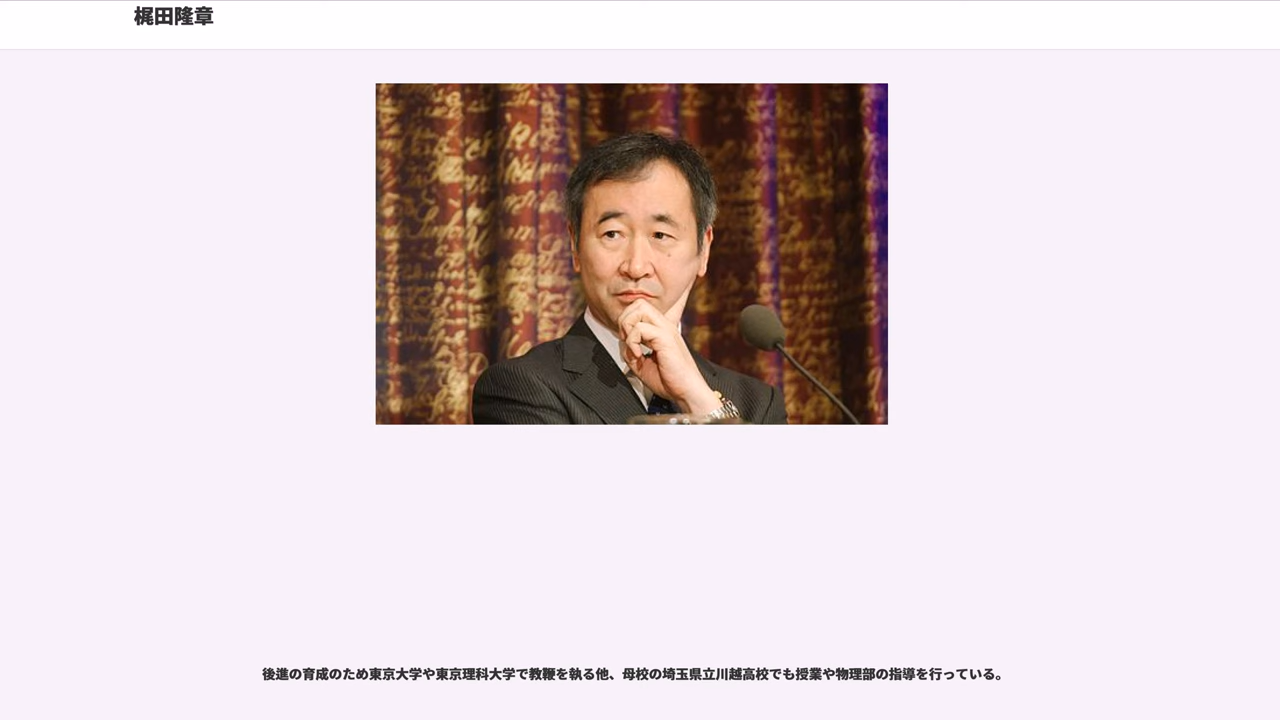 梶田隆章
後進の育成のため東京大学や東京理科大学で教鞭を執る他、母校の埼玉県立川越高校でも授業や物理部の指導を行っている。